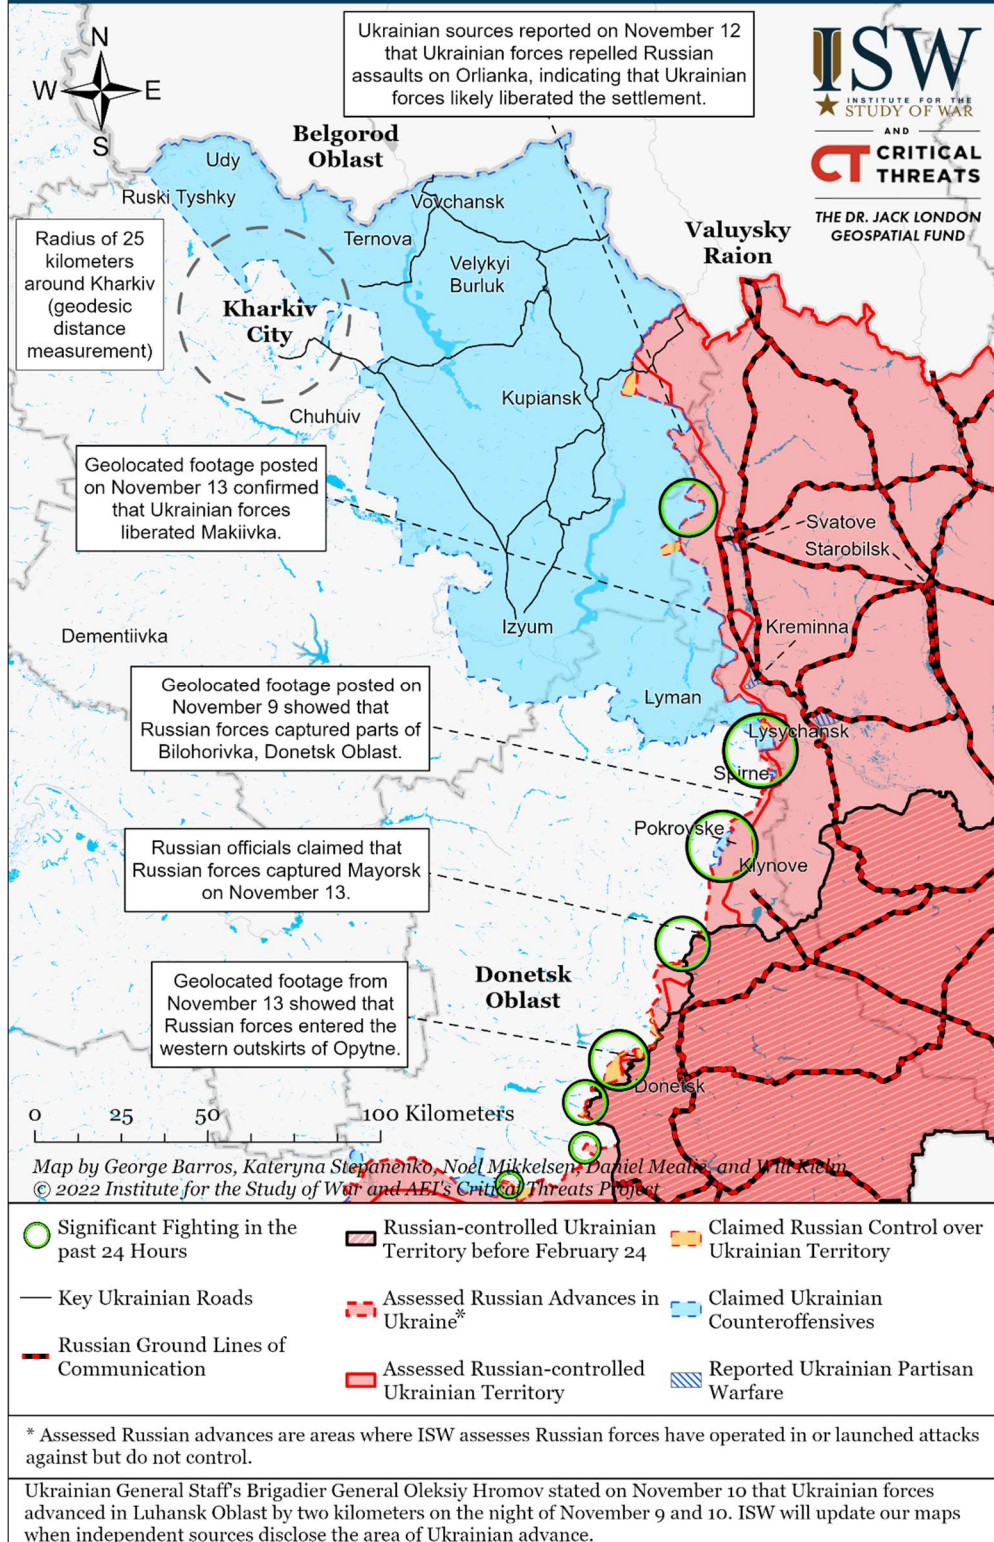 Ukrainian sources reported on November 12
that Ukrainian forces repelled Russian
assaults on Orlianka, indicating that Ukrainian
forces likely liberated the settlement.
ISW
INSTITUTE FOR THE
STUDY OF WAR
AND
CT CRITICAL
THREATS
THE DR. JACK LONDON
GEOSPATIAL FUND
N
W E
S
Belgorod
Oblast
Udy
Ruski Tyshky
Vovchansk
Ternova
Valuysky
Raion
Radius of 25
kilometers
around Kharkiv
(geodesic
distance
measurement)
Velykyi
Burluk
Kharkiv
City
Kupiansk
Chuhuiv
Geolocated footage posted
on November 13 confirmed
that Ukrainian forces
liberated Makiivka.
Svatove
Starobilsk
Izyum
Kreminna
Dementiivka
Geolocated footage posted on
November 9 showed that
Russian forces captured parts of
Bilohorivka, Donetsk Oblast.
Lyman
Lysychansk
Spirne
Pokrovske
Klynove
Russian officials claimed that
Russian forces captured Mayorsk
on November 13.
Donetsk
Oblast
Geolocated footage from
November 13 showed that
Russian forces entered the
western outskirts of Opytne.
Donetsk
0 25 50 100 Kilometers
Map by George Barros, Kateryna Stepanenko, Noel Mikkelsen, Daniel Mealie, and Will Kielm
© 2022 Institute for the Study of War and AEI's Critical Threats Project
Significant Fighting in the
past 24 Hours
Key Ukrainian Roads
Russian Ground Lines of
Communication
Russian-controlled Ukrainian
Territory before February 24
Assessed Russian Advances in
Ukraine*
Assessed Russian-controlled
Ukrainian Territory
Claimed Russian Control over
Ukrainian Territory
Claimed Ukrainian
Counteroffensives
Reported Ukrainian Partisan
Warfare
* Assessed Russian advances are areas where ISW assesses Russian forces have operated in or launched attacks
against but do not control.
Ukrainian General Staff's Brigadier General Oleksiy Hromov stated on November 10 that Ukrainian forces
advanced in Luhansk Oblast by two kilometers on the night of November 9 and 10. ISW will update our maps
when independent sources disclose the area of Ukrainian advance.